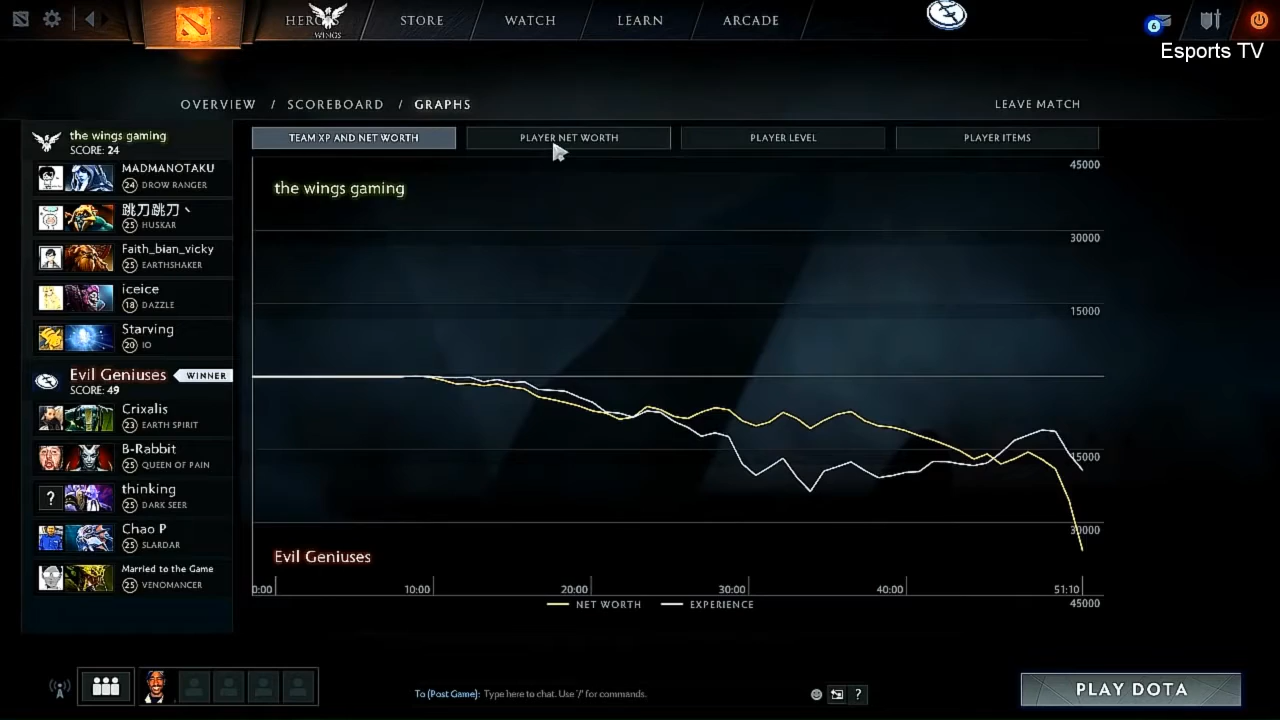 HEROES
WINGS
STORE
WATCH
LEARN
ARCADE
6
Esports TV
OVERVIEW / SCOREBOARD / GRAPHS
LEAVE MATCH
the wings gaming
SCORE: 24
MADMANOTAKU
24 DROW RANGER
跳刀跳刀丶
25 HUSKAR
Faith_bian_vicky
25 EARTHSHAKER
iceice
18 DAZZLE
Starving
20 IO
Evil Geniuses
WINNER
SCORE: 49
Crixalis
23 EARTH SPIRIT
B-Rabbit
25 QUEEN OF PAIN
? thinking
25 DARK SEER
Chao P
25 SLARDAR
Married to the Game
25 VENOMANCER
TEAM XP AND NET WORTH
PLAYER NET WORTH
PLAYER LEVEL
PLAYER ITEMS
the wings gaming
45000
30000
15000
15000
30000
45000
Evil Geniuses
0:00 10:00 20:00 30:00 40:00 51:10
NET WORTH EXPERIENCE
To (Post Game): Type here to chat. Use '/' for commands.
?
PLAY DOTA